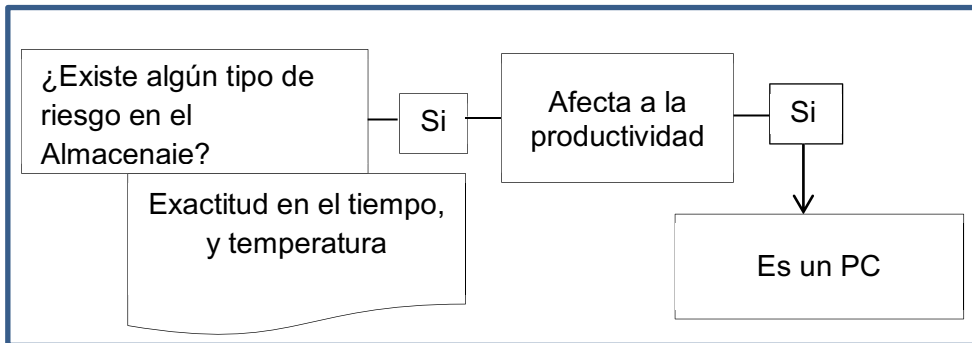 ¿Existe algún tipo de
riesgo en el
Almacenaie?
Si
Afecta a la
productividad
Si
Exactitud en el tiempo,
y temperatura
Es un PC